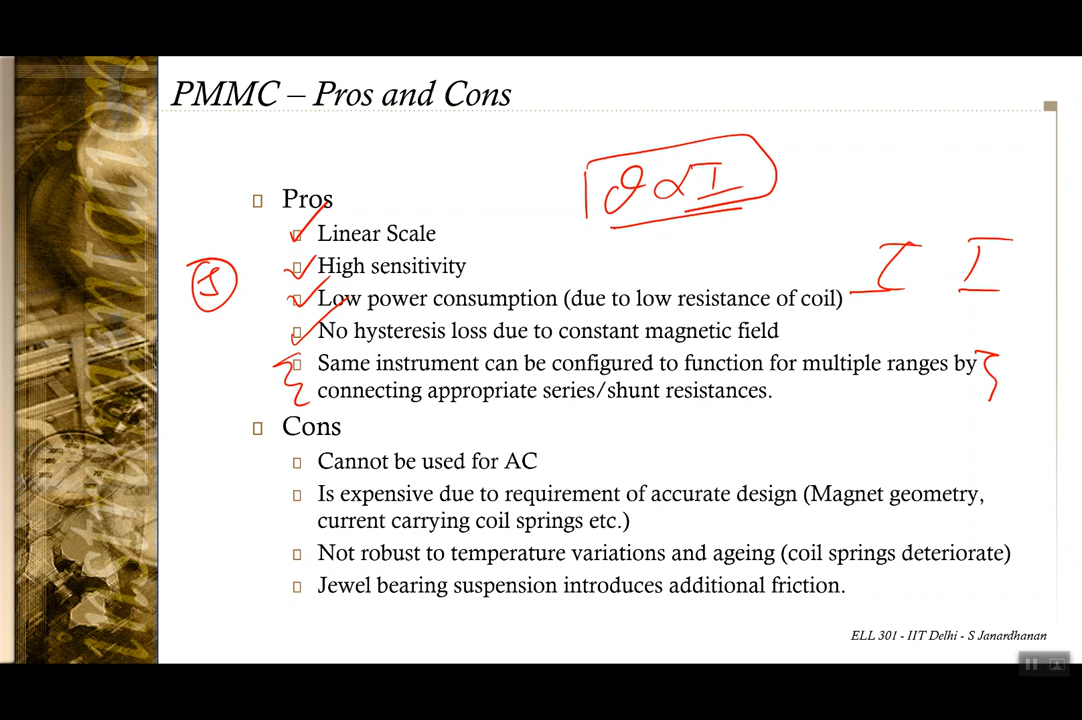 PMMC – Pros and Cons
θ ∝ I
Pros
Linear Scale
High sensitivity
I I
Low power consumption (due to low resistance of coil)
No hysteresis loss due to constant magnetic field
Same instrument can be configured to function for multiple ranges by
connecting appropriate series/shunt resistances.
Cons
Cannot be used for AC
Is expensive due to requirement of accurate design (Magnet geometry,
current carrying coil springs etc.)
Not robust to temperature variations and ageing (coil springs deteriorate)
Jewel bearing suspension introduces additional friction.
ELL 301 - IIT Delhi - S Janardhanan